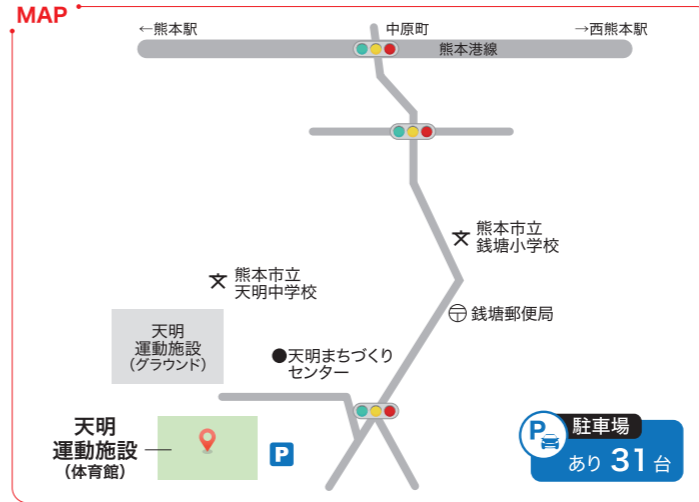 MAP
←熊本駅
中原町
→西熊本駅
熊本港線
熊本市立
銭塘小学校
熊本市立
天明中学校
銭塘郵便局
天明
運動施設
(グラウンド)
●天明まちづくり
センター
天明
運動施設
(体育館)
P
P
駐車場
あり 31 台